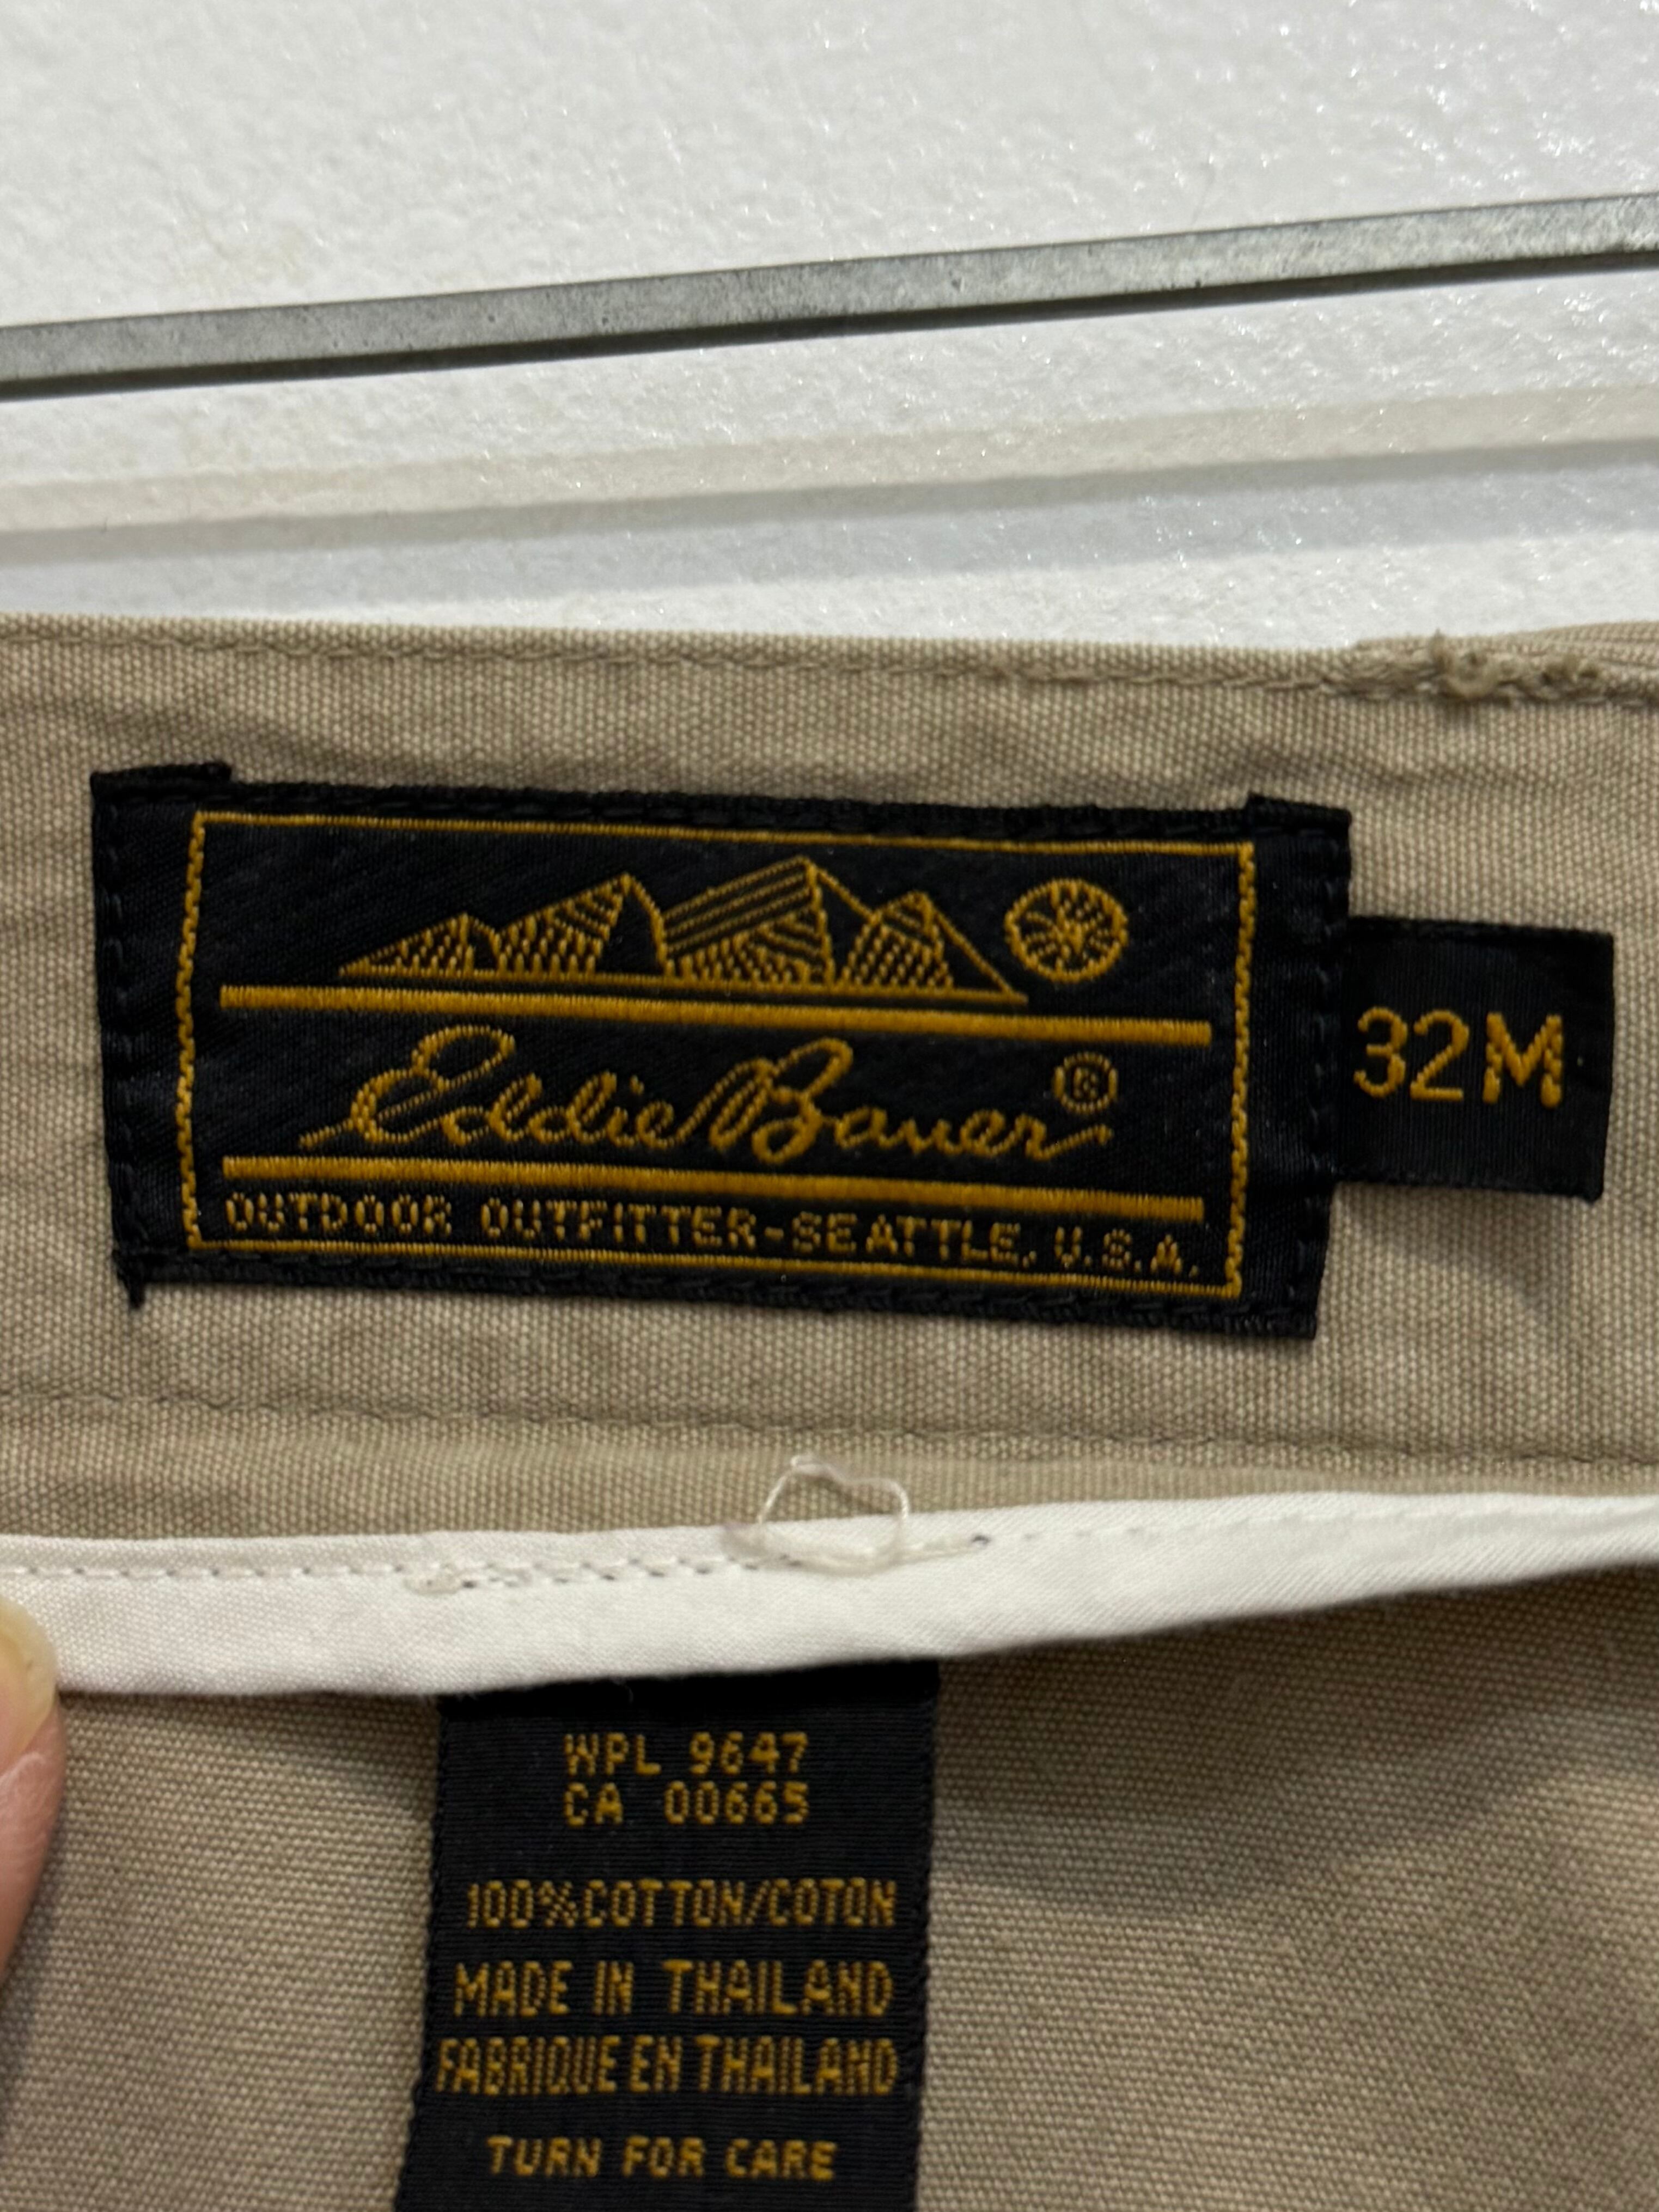 Eddie Bauer®
OUTDOOR OUTFITTER-SEATTLE, U.S.A.
32M
WPL 9647
CA 00665
100%COTTON/COTON
MADE IN THAILAND
FABRIQUE EN THAILAND
TURN FOR CARE